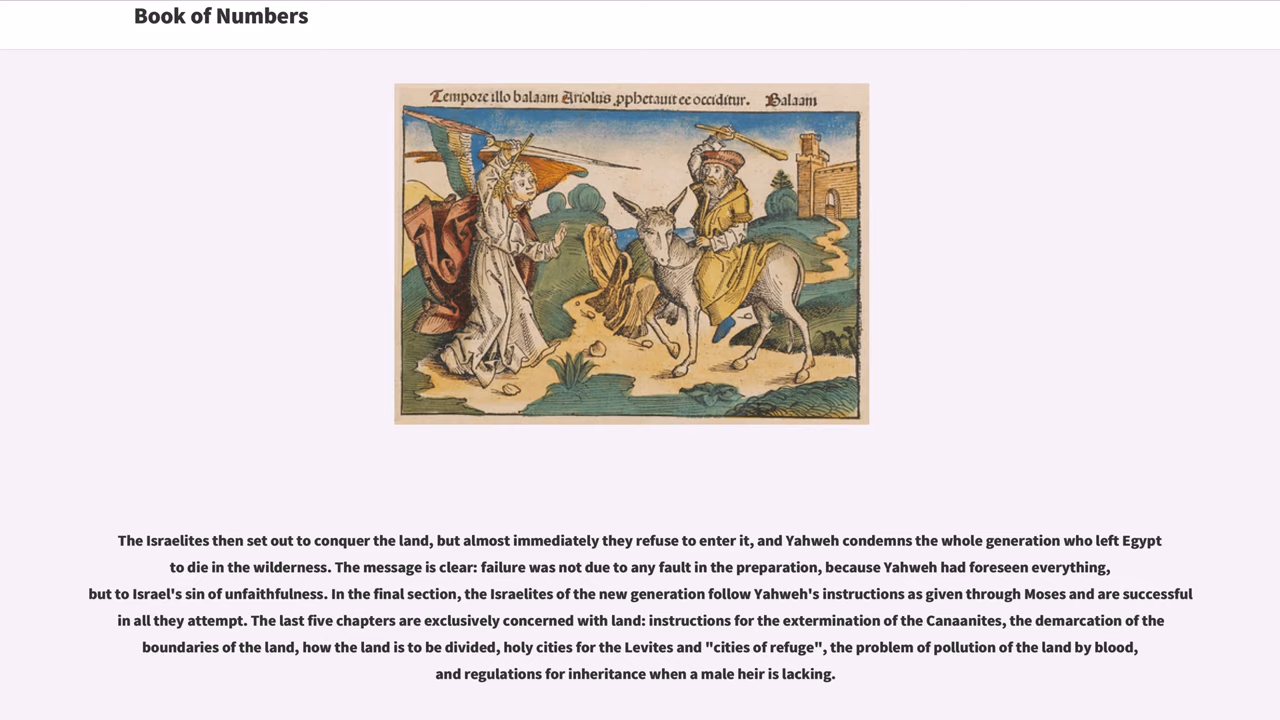 Book of Numbers
Tempore illo balaam Ariolus ꝓphetauit ee occiditur. Balaam
The Israelites then set out to conquer the land, but almost immediately they refuse to enter it, and Yahweh condemns the whole generation who left Egypt
to die in the wilderness. The message is clear: failure was not due to any fault in the preparation, because Yahweh had foreseen everything,
but to Israel's sin of unfaithfulness. In the final section, the Israelites of the new generation follow Yahweh's instructions as given through Moses and are successful
in all they attempt. The last five chapters are exclusively concerned with land: instructions for the extermination of the Canaanites, the demarcation of the
boundaries of the land, how the land is to be divided, holy cities for the Levites and "cities of refuge", the problem of pollution of the land by blood,
and regulations for inheritance when a male heir is lacking.